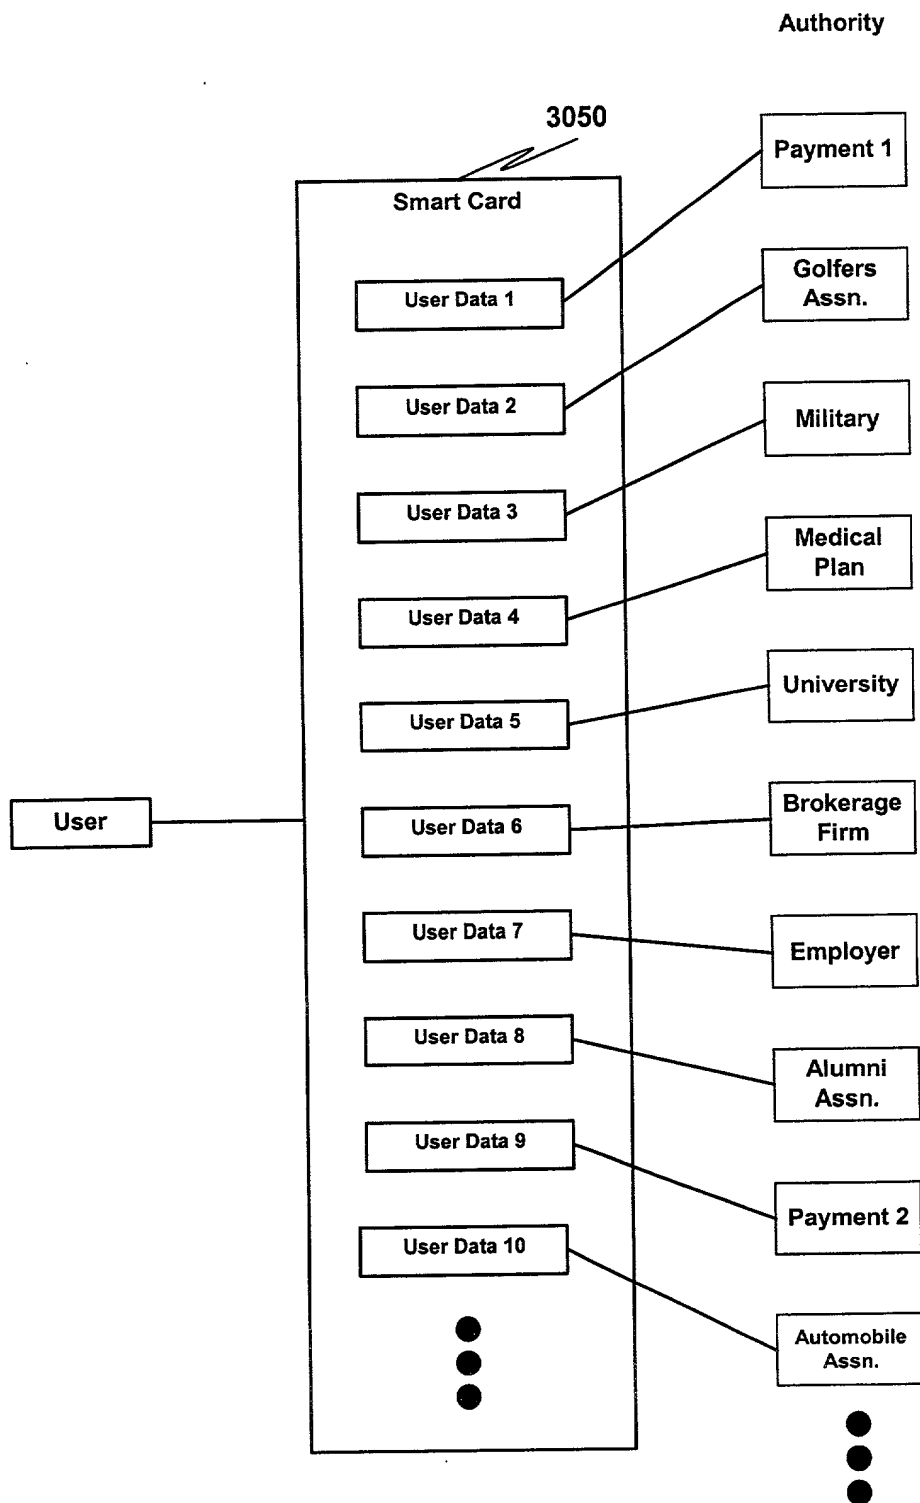 Authority
3050
Smart Card
Payment 1
User Data 1
Golfers
Assn.
User Data 2
Military
User Data 3
Medical
Plan
User Data 4
University
User Data 5
User
User Data 6
Brokerage
Firm
User Data 7
Employer
User Data 8
Alumni
Assn.
User Data 9
Payment 2
User Data 10
Automobile
Assn.